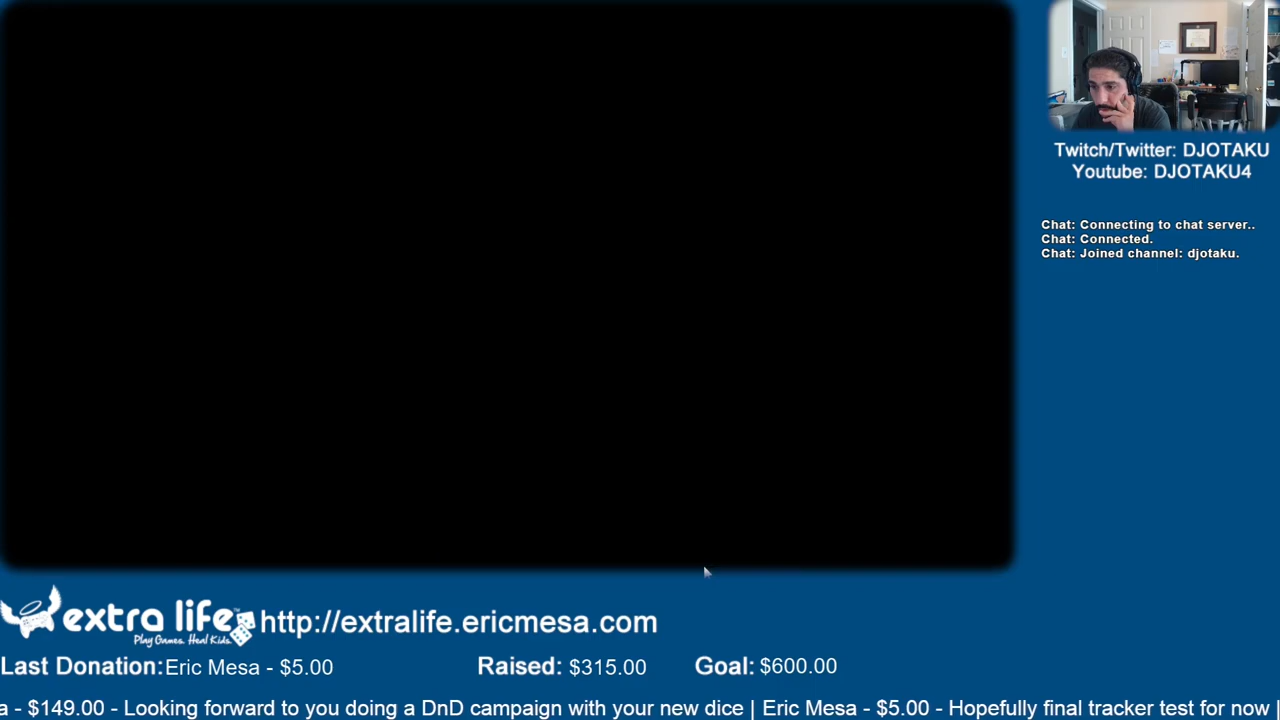 Twitch/Twitter: DJOTAKU
Youtube: DJOTAKU4
Chat: Connecting to chat server..
Chat: Connected.
Chat: Joined channel: djotaku.
extra life™ http://extralife.ericmesa.com
Play Games. Heal Kids.
Last Donation: Eric Mesa - $5.00 Raised: $315.00 Goal: $600.00
a - $149.00 - Looking forward to you doing a DnD campaign with your new dice | Eric Mesa - $5.00 - Hopefully final tracker test for now |